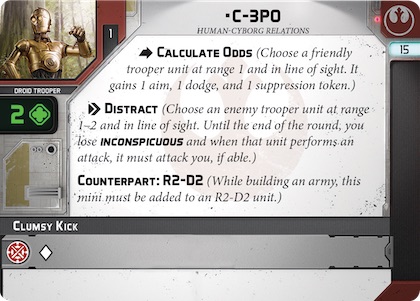 •C-3PO
HUMAN-CYBORG RELATIONS
1
15
DROID TROOPER
2
CALCULATE ODDS (Choose a friendly
trooper unit at range 1 and in line of sight. It
gains 1 aim, 1 dodge, and 1 suppression token.)
DISTRACT (Choose an enemy trooper unit at range
1–2 and in line of sight. Until the end of the round, you
lose INCONSPICUOUS and when that unit performs an
attack, it must attack you, if able.)
COUNTERPART: R2-D2 (While building an army, this
mini must be added to an R2-D2 unit.)
CLUMSY KICK